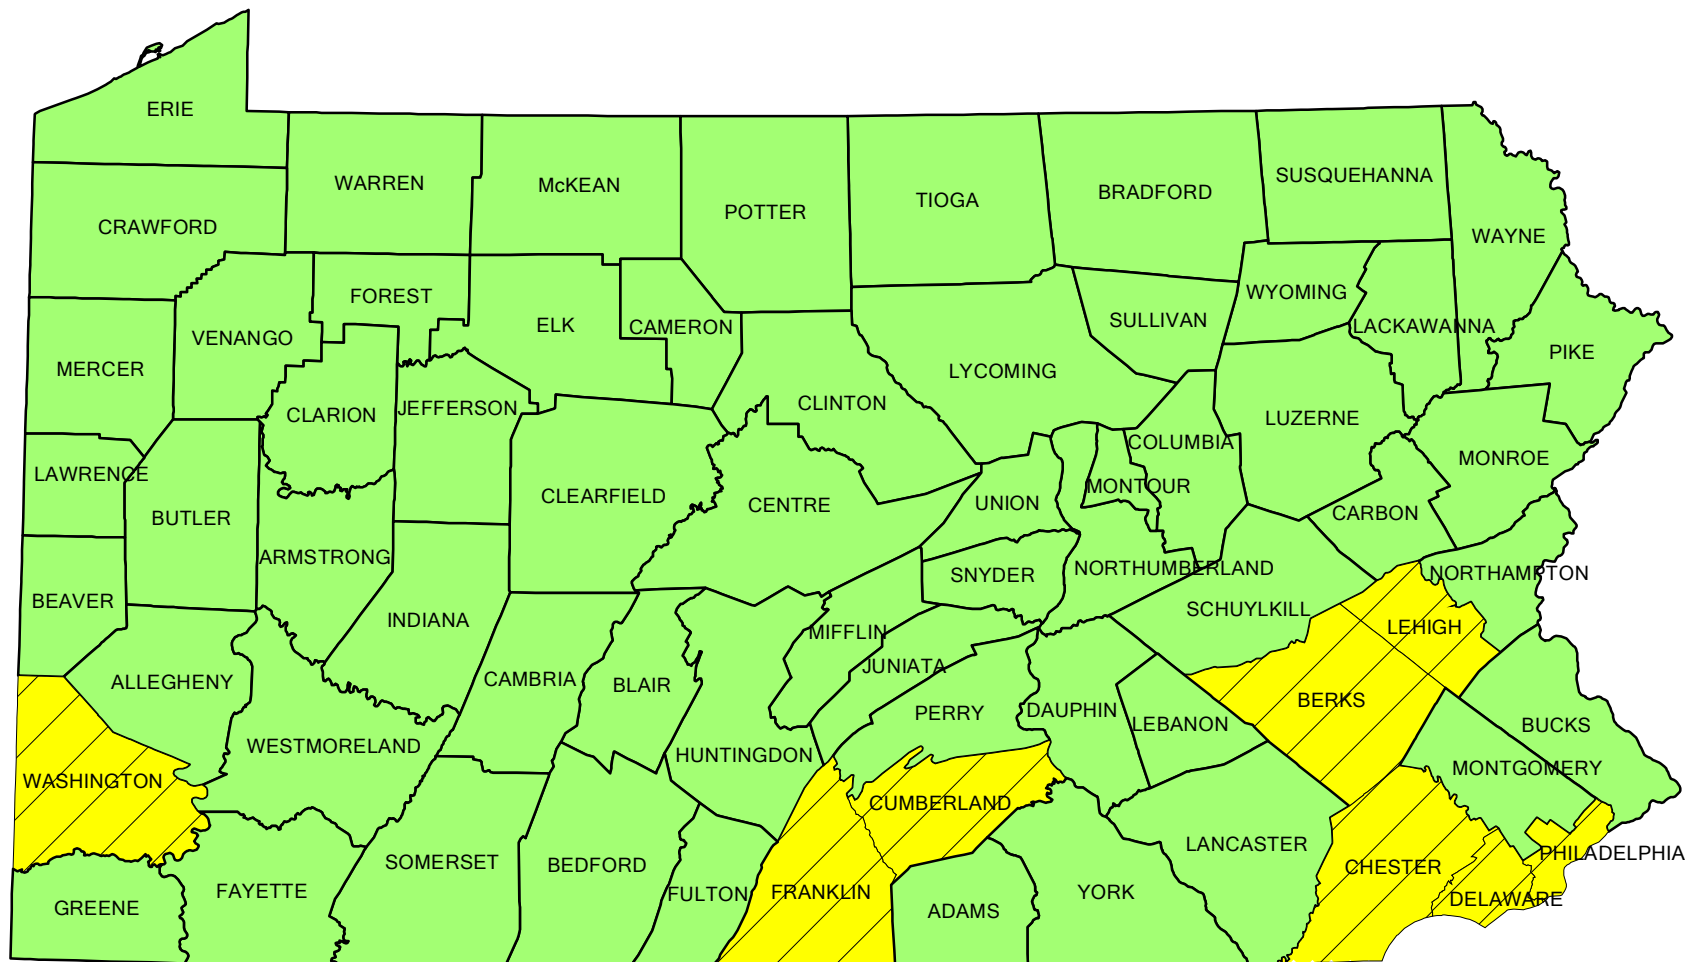 ERIE
WARREN
McKEAN
POTTER
TIOGA
BRADFORD
SUSQUEHANNA
WAYNE
CRAWFORD
FOREST
ELK
CAMERON
SULLIVAN
WYOMING
LACKAWANNA
PIKE
VENANGO
MERCER
CLARION
JEFFERSON
CLINTON
LYCOMING
COLUMBIA
LUZERNE
MONROE
LAWRENCE
BUTLER
CLEARFIELD
CENTRE
UNION
MONTOUR
CARBON
ARMSTRONG
SNYDER
NORTHUMBERLAND
NORTHAMPTON
BEAVER
INDIANA
MIFFLIN
SCHUYLKILL
LEHIGH
ALLEGHENY
CAMBRIA
BLAIR
JUNIATA
PERRY
DAUPHIN
LEBANON
BERKS
BUCKS
WASHINGTON
WESTMORELAND
HUNTINGDON
CUMBERLAND
MONTGOMERY
GREENE
FAYETTE
SOMERSET
BEDFORD
FULTON
FRANKLIN
ADAMS
YORK
LANCASTER
CHESTER
DELAWARE
PHILADELPHIA